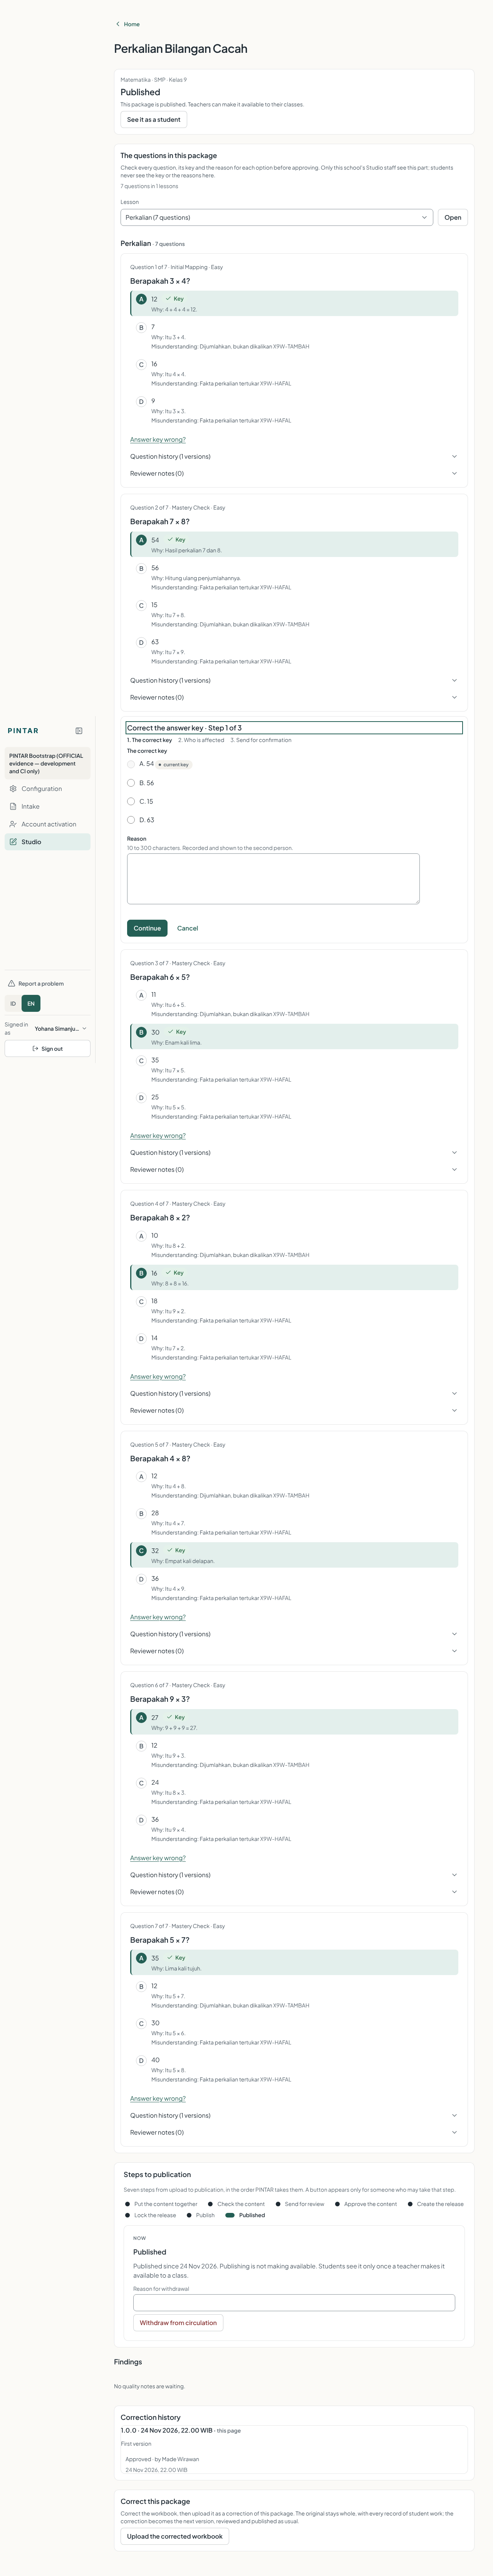 Home
Perkalian Bilangan Cacah
Matematika · SMP · Kelas 9
Published
This package is published. Teachers can make it available to their classes.
See it as a student
The questions in this package
Check every question, its key and the reason for each option before approving. Only this school's Studio staff see this part; students
never see the key or the reasons here.
7 questions in 1 lessons
Lesson
Perkalian (7 questions)
Open
Perkalian · 7 questions
Question 1 of 7 · Initial Mapping · Easy
Berapakah 3 × 4?
A 12 Key
Why: 4 + 4 + 4 = 12.
B 7
Why: Itu 3 + 4.
Misunderstanding: Dijumlahkan, bukan dikalikan X9W-TAMBAH
C 16
Why: Itu 4 × 4.
Misunderstanding: Fakta perkalian tertukar X9W-HAFAL
D 9
Why: Itu 3 × 3.
Misunderstanding: Fakta perkalian tertukar X9W-HAFAL
Answer key wrong?
Question history (1 versions)
Reviewer notes (0)
Question 2 of 7 · Mastery Check · Easy
Berapakah 7 × 8?
A 54 Key
Why: Hasil perkalian 7 dan 8.
B 56
Why: Hitung ulang penjumlahannya.
Misunderstanding: Fakta perkalian tertukar X9W-HAFAL
C 15
Why: Itu 7 + 8.
Misunderstanding: Dijumlahkan, bukan dikalikan X9W-TAMBAH
D 63
Why: Itu 7 × 9.
Misunderstanding: Fakta perkalian tertukar X9W-HAFAL
Question history (1 versions)
Reviewer notes (0)
Correct the answer key · Step 1 of 3
1. The correct key 2. Who is affected 3. Send for confirmation
The correct key
A. 54 current key
B. 56
C. 15
D. 63
Reason
10 to 300 characters. Recorded and shown to the second person.
Continue
Cancel
PINTAR
PINTAR Bootstrap (OFFICIAL
evidence — development
and CI only)
Configuration
Intake
Account activation
Studio
Report a problem
ID
EN
Signed in
as
Yohana Simanju...
Sign out
Question 3 of 7 · Mastery Check · Easy
Berapakah 6 × 5?
A 11
Why: Itu 6 + 5.
Misunderstanding: Dijumlahkan, bukan dikalikan X9W-TAMBAH
B 30 Key
Why: Enam kali lima.
C 35
Why: Itu 7 × 5.
Misunderstanding: Fakta perkalian tertukar X9W-HAFAL
D 25
Why: Itu 5 × 5.
Misunderstanding: Fakta perkalian tertukar X9W-HAFAL
Answer key wrong?
Question history (1 versions)
Reviewer notes (0)
Question 4 of 7 · Mastery Check · Easy
Berapakah 8 × 2?
A 10
Why: Itu 8 + 2.
Misunderstanding: Dijumlahkan, bukan dikalikan X9W-TAMBAH
B 16 Key
Why: 8 + 8 = 16.
C 18
Why: Itu 9 × 2.
Misunderstanding: Fakta perkalian tertukar X9W-HAFAL
D 14
Why: Itu 7 × 2.
Misunderstanding: Fakta perkalian tertukar X9W-HAFAL
Answer key wrong?
Question history (1 versions)
Reviewer notes (0)
Question 5 of 7 · Mastery Check · Easy
Berapakah 4 × 8?
A 12
Why: Itu 4 + 8.
Misunderstanding: Dijumlahkan, bukan dikalikan X9W-TAMBAH
B 28
Why: Itu 4 × 7.
Misunderstanding: Fakta perkalian tertukar X9W-HAFAL
C 32 Key
Why: Empat kali delapan.
D 36
Why: Itu 4 × 9.
Misunderstanding: Fakta perkalian tertukar X9W-HAFAL
Answer key wrong?
Question history (1 versions)
Reviewer notes (0)
Question 6 of 7 · Mastery Check · Easy
Berapakah 9 × 3?
A 27 Key
Why: 9 + 9 + 9 = 27.
B 12
Why: Itu 9 + 3.
Misunderstanding: Dijumlahkan, bukan dikalikan X9W-TAMBAH
C 24
Why: Itu 8 × 3.
Misunderstanding: Fakta perkalian tertukar X9W-HAFAL
D 36
Why: Itu 9 × 4.
Misunderstanding: Fakta perkalian tertukar X9W-HAFAL
Answer key wrong?
Question history (1 versions)
Reviewer notes (0)
Question 7 of 7 · Mastery Check · Easy
Berapakah 5 × 7?
A 35 Key
Why: Lima kali tujuh.
B 12
Why: Itu 5 + 7.
Misunderstanding: Dijumlahkan, bukan dikalikan X9W-TAMBAH
C 30
Why: Itu 5 × 6.
Misunderstanding: Fakta perkalian tertukar X9W-HAFAL
D 40
Why: Itu 5 × 8.
Misunderstanding: Fakta perkalian tertukar X9W-HAFAL
Answer key wrong?
Question history (1 versions)
Reviewer notes (0)
Steps to publication
Seven steps from upload to publication, in the order PINTAR takes them. A button appears only for someone who may take that step.
Put the content together Check the content Send for review Approve the content Create the release
Lock the release Publish Published
NOW
Published
Published since 24 Nov 2026. Publishing is not making available. Students see it only once a teacher makes it
available to a class.
Reason for withdrawal
Withdraw from circulation
Findings
No quality notes are waiting.
Correction history
1.0.0 · 24 Nov 2026, 22.00 WIB · this page
First version
Approved · by Made Wirawan
24 Nov 2026, 22.00 WIB
Correct this package
Correct the workbook, then upload it as a correction of this package. The original stays whole, with every record of student work; the
correction becomes the next version, reviewed and published as usual.
Upload the corrected workbook